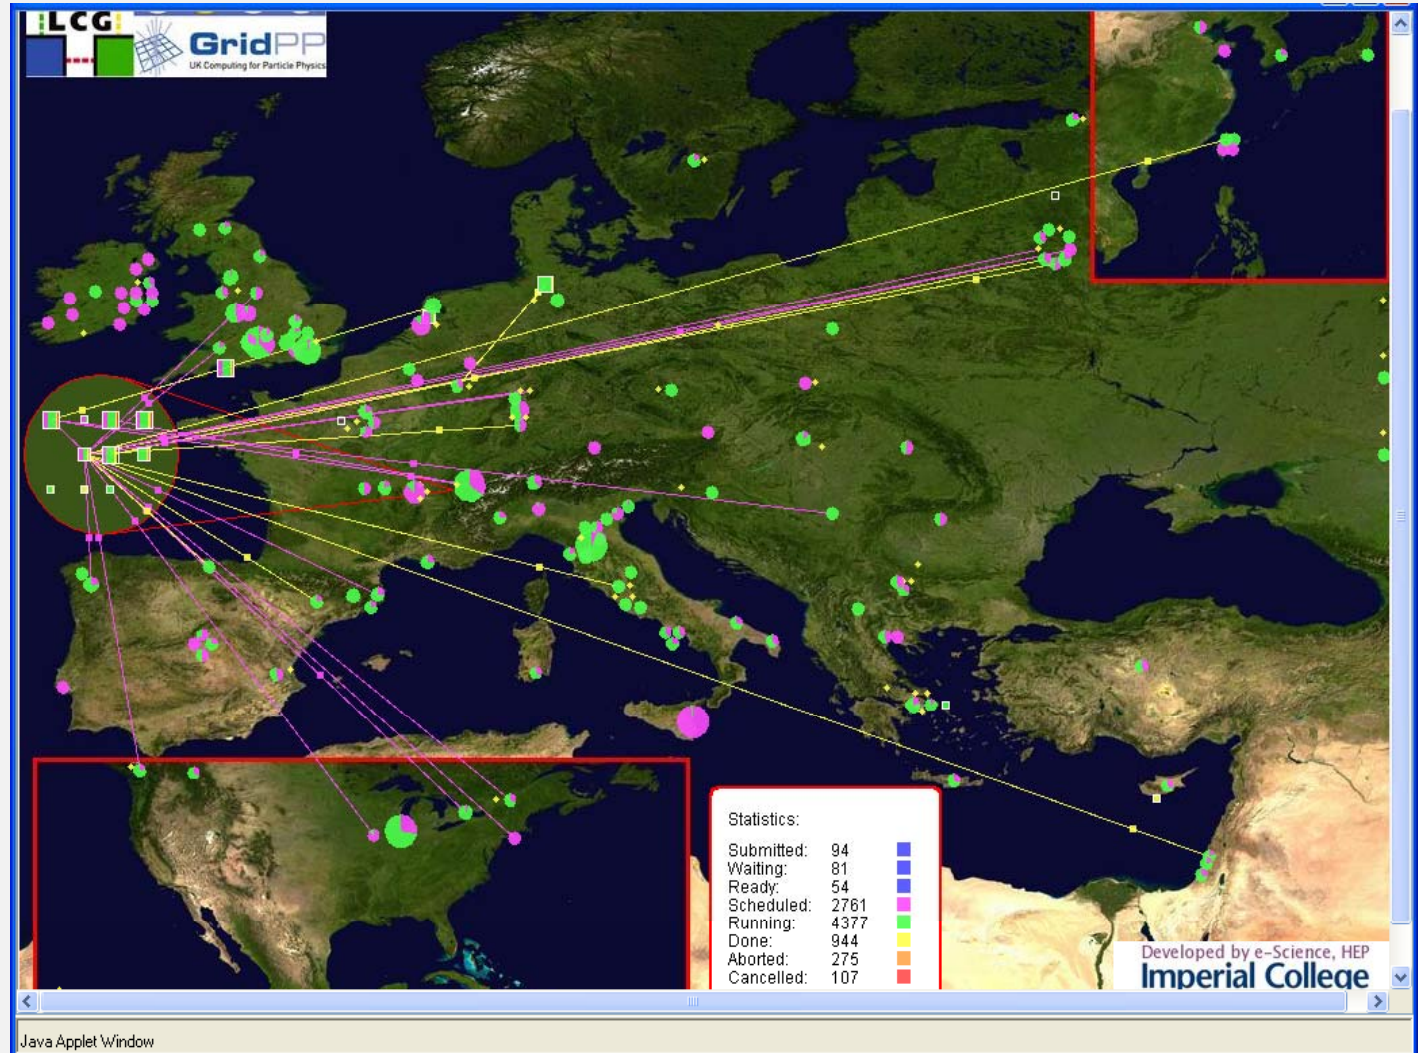 LCG
GridPP
UK Computing for Particle Physics
Statistics:
Submitted: 94
Waiting: 81
Ready: 54
Scheduled: 2761
Running: 4377
Done: 944
Aborted: 275
Cancelled: 107
Developed by e-Science, HEP
Imperial College
Java Applet Window